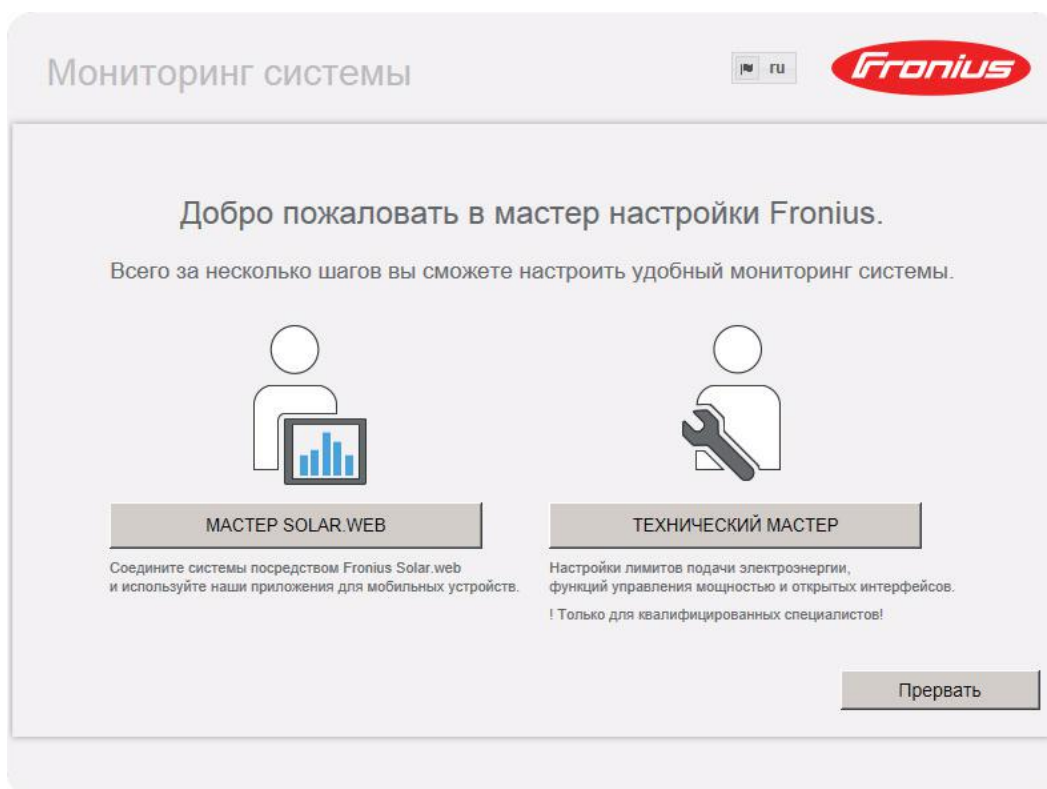 Мониторинг системы
ru
Fronius
Добро пожаловать в мастер настройки Fronius.
Всего за несколько шагов вы сможете настроить удобный мониторинг системы.
МАСТЕР SOLAR.WEB
Соедините системы посредством Fronius Solar.web
и используйте наши приложения для мобильных устройств.
ТЕХНИЧЕСКИЙ МАСТЕР
Настройки лимитов подачи электроэнергии,
функций управления мощностью и открытых интерфейсов.
! Только для квалифицированных специалистов!
Прервать